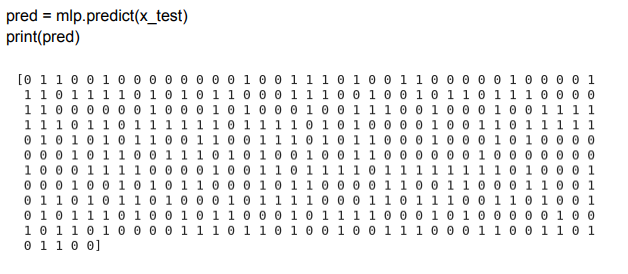 pred = mlp.predict(x_test)
print(pred)
[0 1 1 0 0 1 0 0 0 0 0 0 0 0 1 0 0 1 1 1 0 1 0 0 1 1 0 0 0 0 0 1 0 0 0 0 1
1 1 0 1 1 1 1 0 1 0 1 0 1 1 0 0 0 1 1 1 0 0 1 0 0 1 0 1 1 0 1 1 1 0 0 0 0
1 1 0 0 0 0 0 0 1 0 0 0 1 0 1 0 0 0 1 0 0 1 1 1 0 0 1 0 0 0 1 0 0 1 1 1 1
1 1 1 0 1 1 0 1 1 1 1 1 1 0 1 1 1 1 0 1 0 1 0 0 0 0 1 0 0 1 1 0 1 1 1 1 1
0 1 0 1 0 1 0 1 1 0 0 1 1 0 0 1 1 1 0 1 0 1 1 0 0 0 1 0 0 0 1 0 1 0 0 0 0
0 0 0 1 0 1 1 0 0 1 1 1 0 1 0 1 0 0 1 0 0 1 1 0 0 0 0 0 0 1 0 0 0 0 0 0 0
1 0 0 0 1 1 1 1 0 0 0 0 1 0 0 1 1 0 1 1 1 1 0 1 1 1 1 1 1 1 1 0 1 0 0 0 1
0 0 0 1 0 0 1 0 1 0 1 1 0 0 0 1 0 1 1 0 0 0 0 1 1 0 0 1 1 0 0 0 1 1 0 0 1
0 1 1 0 1 0 1 1 0 1 0 0 0 1 0 1 1 1 1 0 0 0 1 1 0 1 1 1 0 0 1 1 0 1 0 0 1
0 1 0 1 1 1 0 1 0 0 1 0 1 1 0 0 0 1 0 1 1 1 1 0 0 0 1 0 1 0 0 0 0 0 1 0 0
1 0 1 1 0 1 0 0 0 0 1 1 1 0 1 1 0 1 0 0 1 0 0 1 1 1 0 0 0 1 1 0 0 1 1 0 1
0 1 1 0 0]